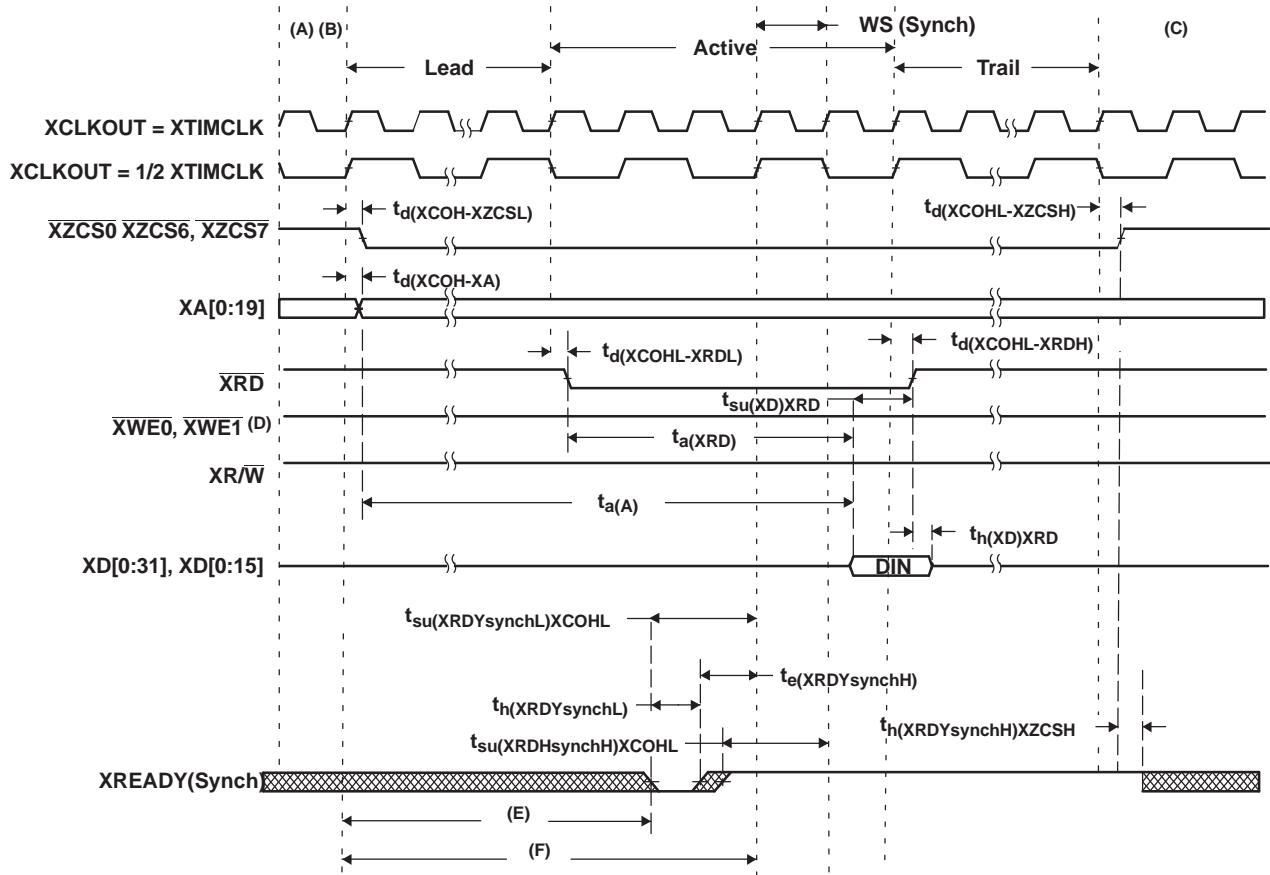 (A) (B)
WS (Synch)
(C)
Active
Lead
Trail
XCLKOUT = XTIMCLK
XCLKOUT = 1/2 XTIMCLK
td(XCOH-XZCSL)
td(XCOHL-XZCSH)
XZCS0 XZCS6, XZCS7
td(XCOH-XA)
XA[0:19]
td(XCOHL-XRDL)
td(XCOHL-XRDH)
XRD
tsu(XD)XRD
XWE0, XWE1 (D)
ta(XRD)
XR/W
ta(A)
th(XD)XRD
XD[0:31], XD[0:15]
DIN
tsu(XRDYsynchL)XCOHL
te(XRDYsynchH)
th(XRDYsynchL)
th(XRDYsynchH)XZCSH
tsu(XRDHsynchH)XCOHL
XREADY(Synch)
(E)
(F)